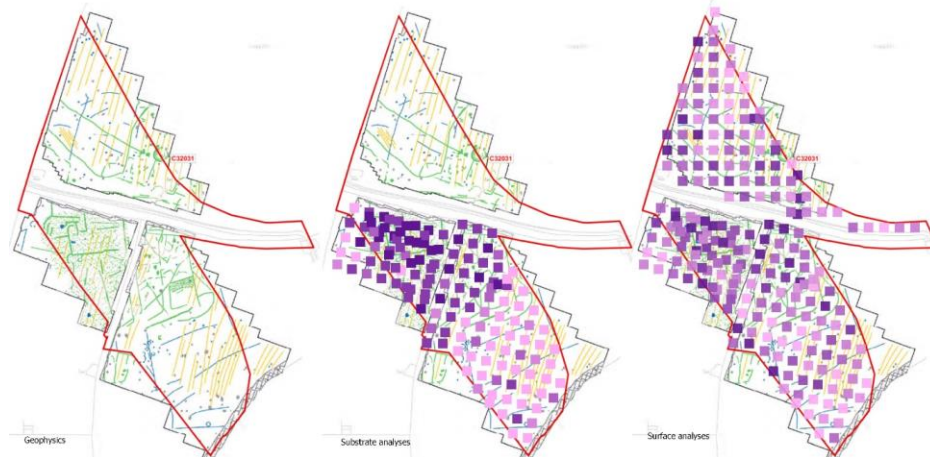 C32031
C32031
C32031
Geophysics
Substrate analyses
Surface analyses